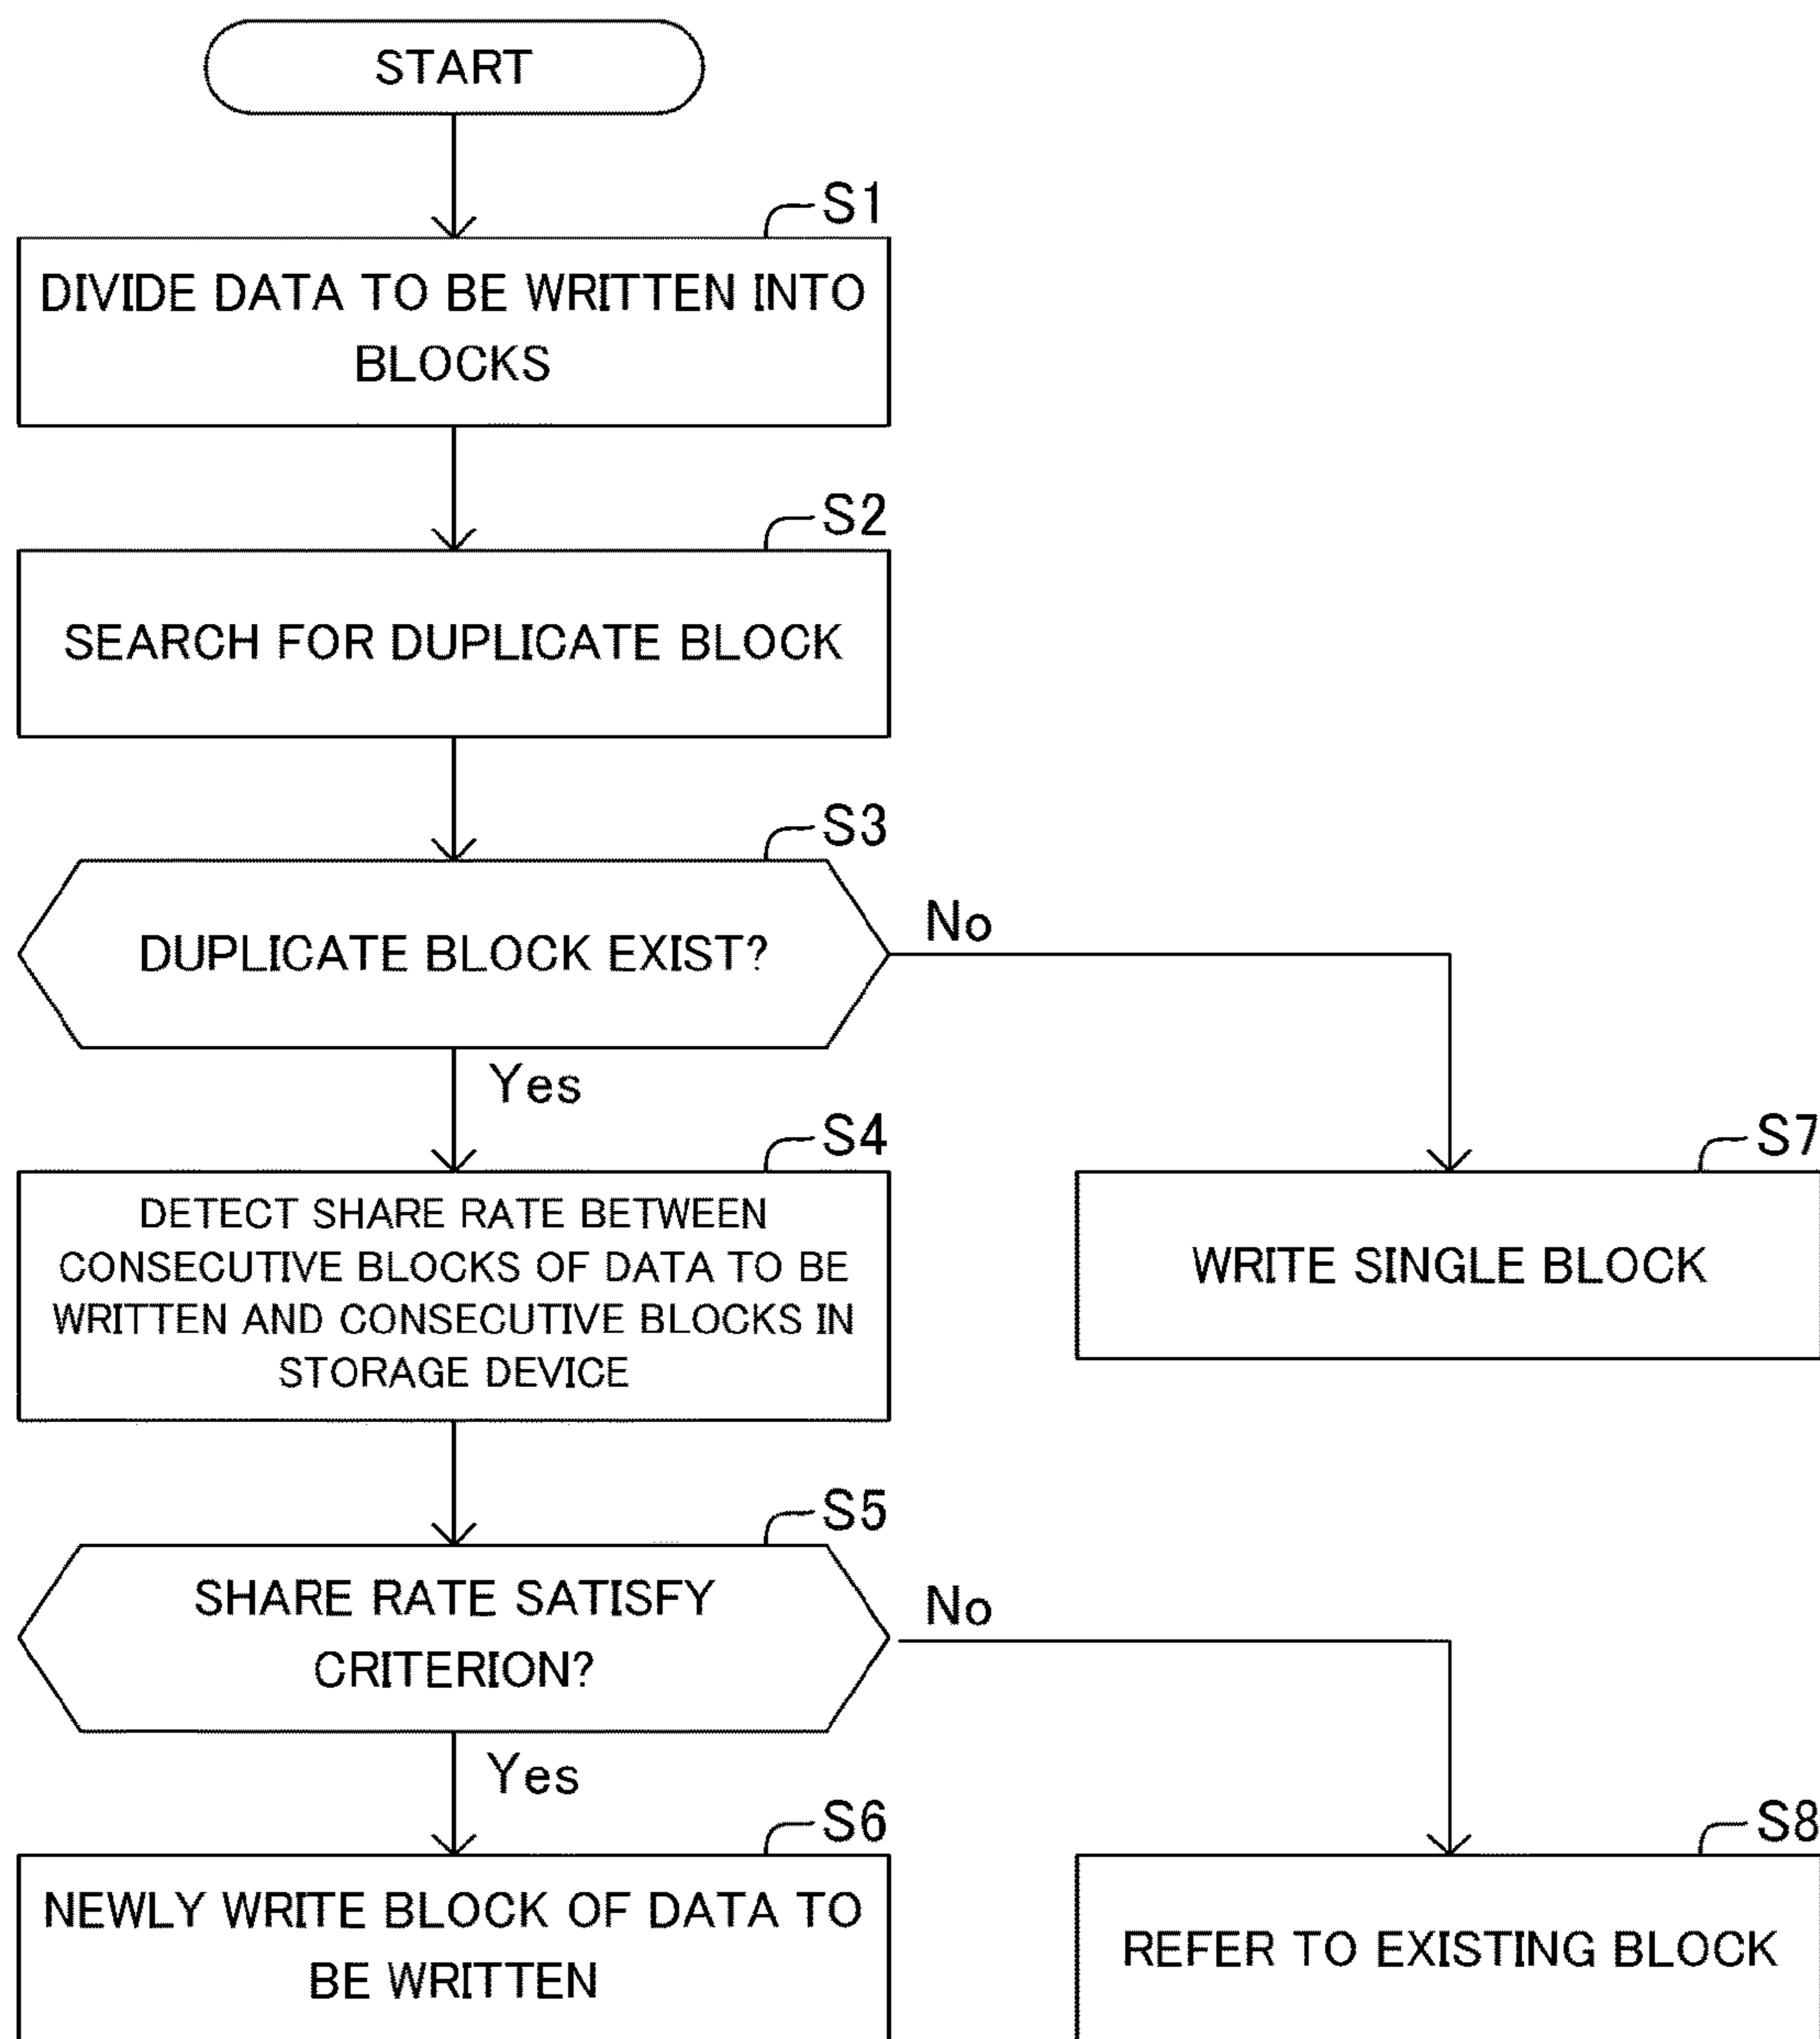 START
S1
DIVIDE DATA TO BE WRITTEN INTO
BLOCKS
S2
SEARCH FOR DUPLICATE BLOCK
S3
DUPLICATE BLOCK EXIST?
No
Yes
S4
DETECT SHARE RATE BETWEEN
CONSECUTIVE BLOCKS OF DATA TO BE
WRITTEN AND CONSECUTIVE BLOCKS IN
STORAGE DEVICE
S7
WRITE SINGLE BLOCK
S5
SHARE RATE SATISFY
CRITERION?
No
Yes
S6
NEWLY WRITE BLOCK OF DATA TO
BE WRITTEN
S8
REFER TO EXISTING BLOCK